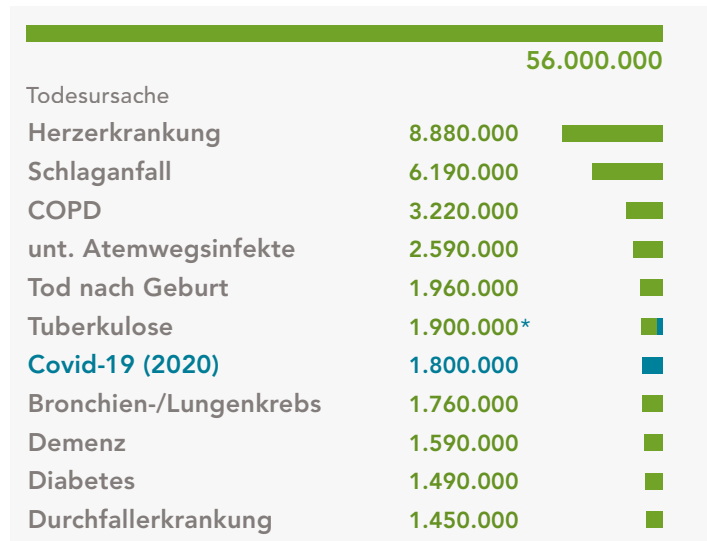 56.000.000
Todesursache
Herzerkrankung 8.880.000
Schlaganfall 6.190.000
COPD 3.220.000
unt. Atemwegsinfekte 2.590.000
Tod nach Geburt 1.960.000
Tuberkulose 1.900.000*
Covid-19 (2020) 1.800.000
Bronchien-/Lungenkrebs 1.760.000
Demenz 1.590.000
Diabetes 1.490.000
Durchfallerkrankung 1.450.000